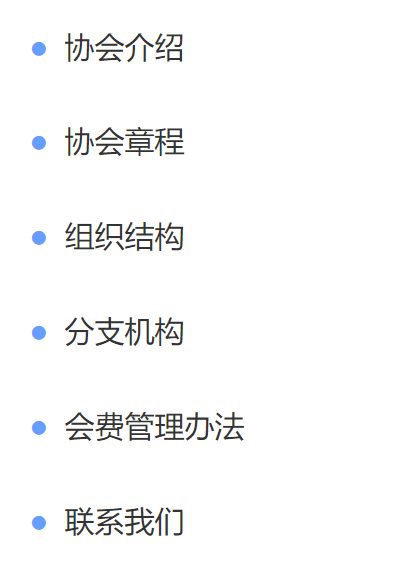 协会介绍
协会章程
组织结构
分支机构
会费管理办法
联系我们